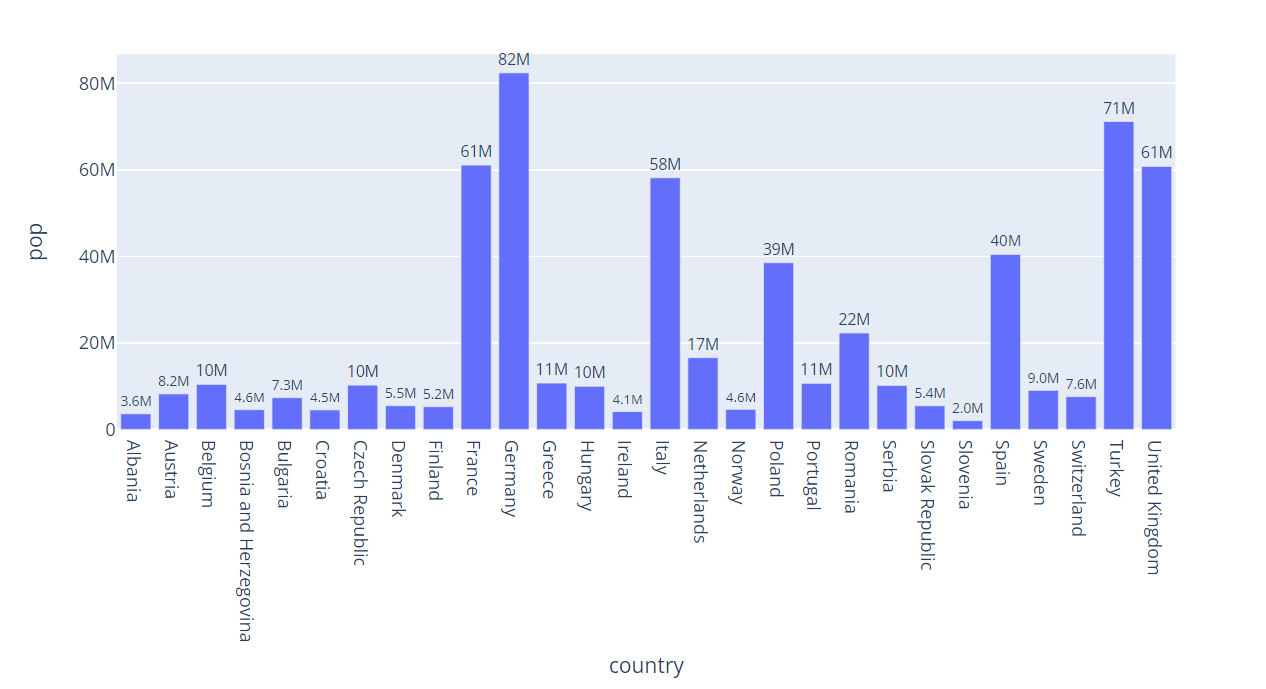 82M
80M
71M
61M
61M
60M
58M
40M
40M
39M
22M
20M
17M
11M
11M
10M
10M
10M
10M
9.0M
8.2M
7.6M
7.3M
5.5M
5.4M
5.2M
4.6M
4.6M
4.5M
4.1M
3.6M
2.0M
0
pop
Albania
Austria
Belgium
Bosnia and Herzegovina
Bulgaria
Croatia
Czech Republic
Denmark
Finland
France
Germany
Greece
Hungary
Ireland
Italy
Netherlands
Norway
Poland
Portugal
Romania
Serbia
Slovak Republic
Slovenia
Spain
Sweden
Switzerland
Turkey
United Kingdom
country